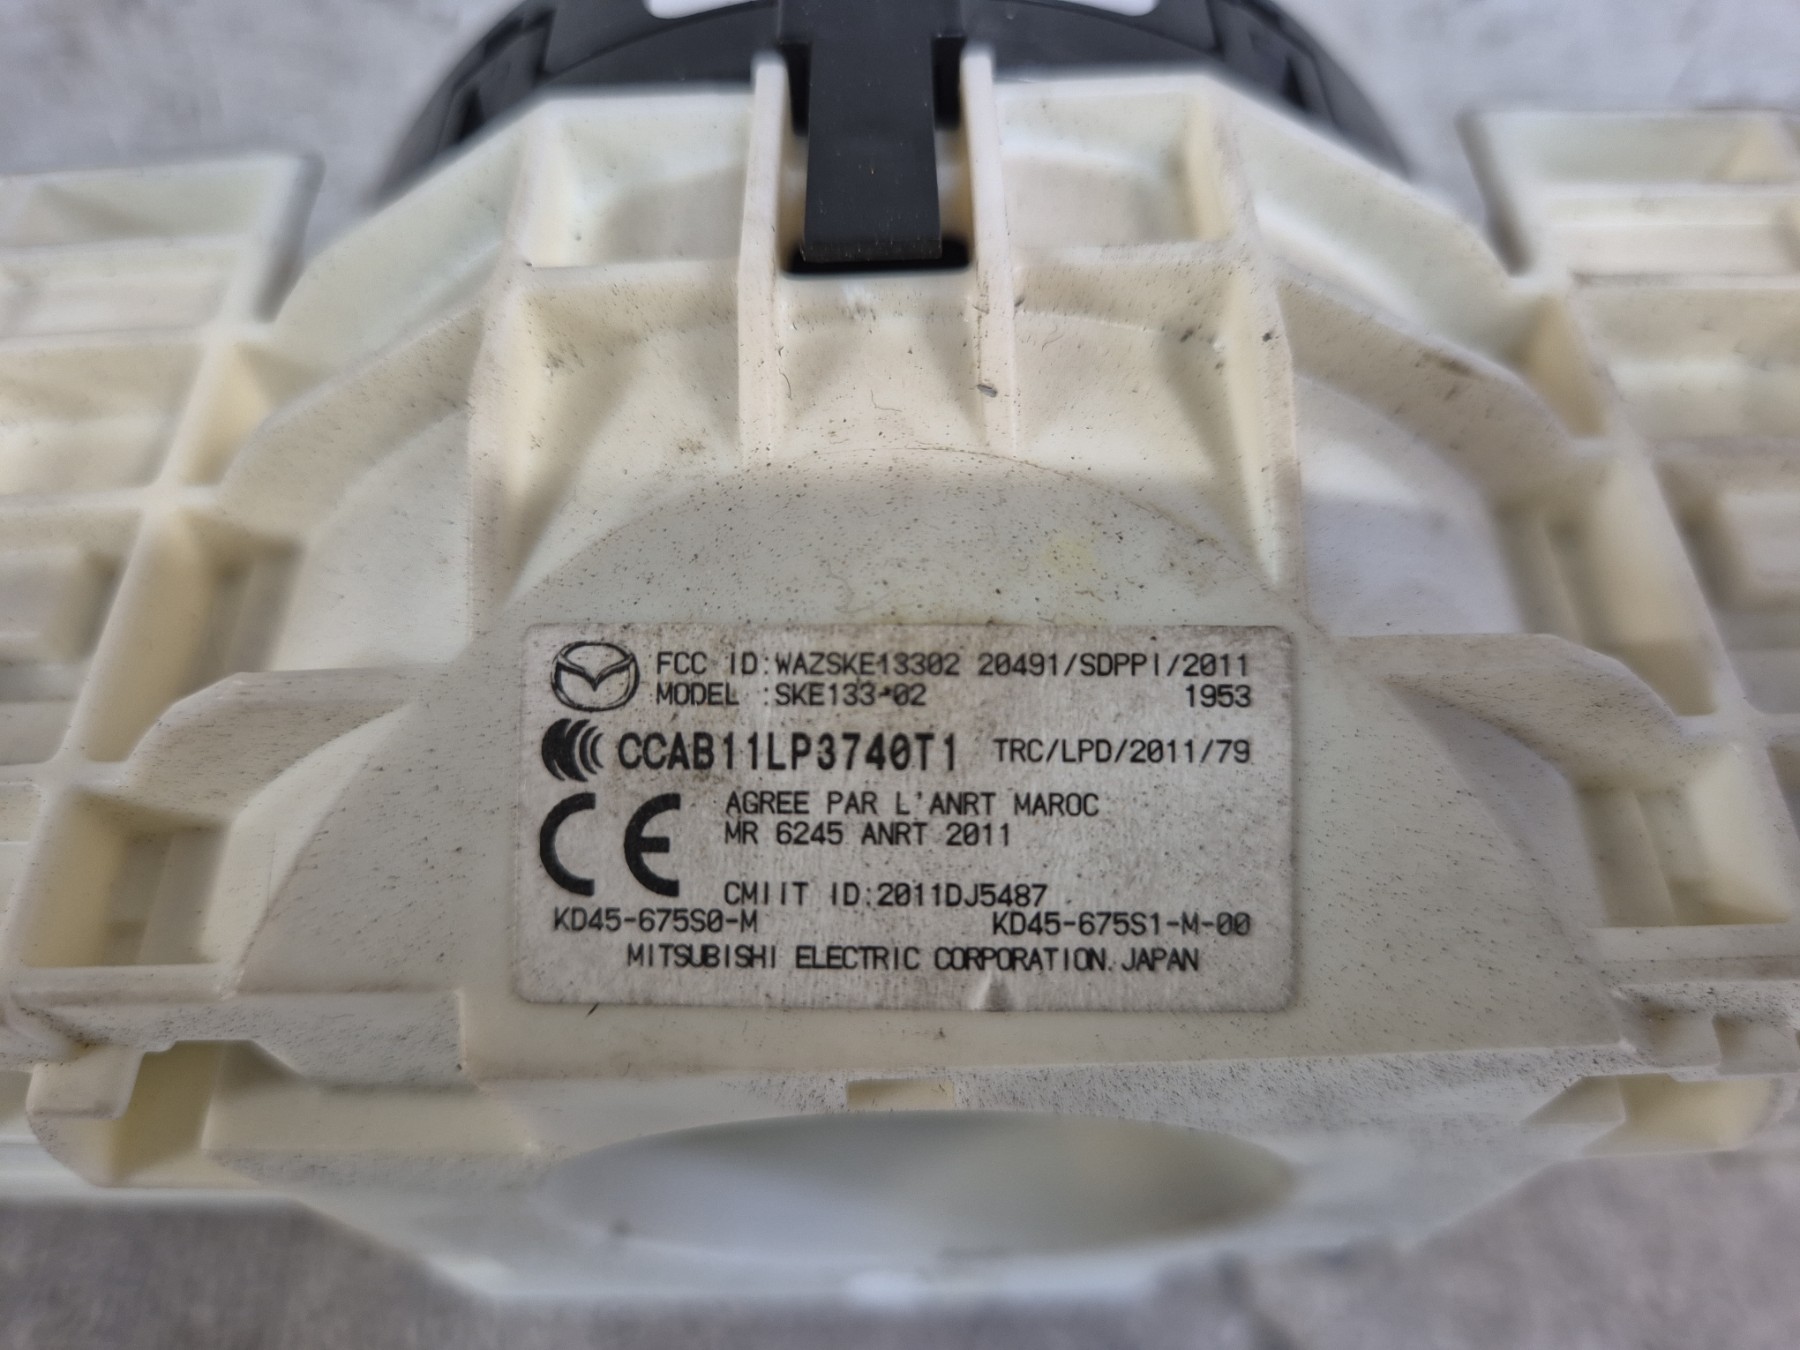 FCC ID:WAZSKE13302 20491/SDPPI/2011
MODEL :SKE133-02 1953
CCAB11LP3740T1 TRC/LPD/2011/79
CE AGREE PAR L'ANRT MAROC
MR 6245 ANRT 2011
CMIIT ID:2011DJ5487
KD45-675S0-M KD45-675S1-M-00
MITSUBISHI ELECTRIC CORPORATION. JAPAN